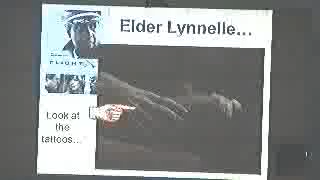 Elder Lynnelle...
FLIGHT
Look at
the
tattoos...